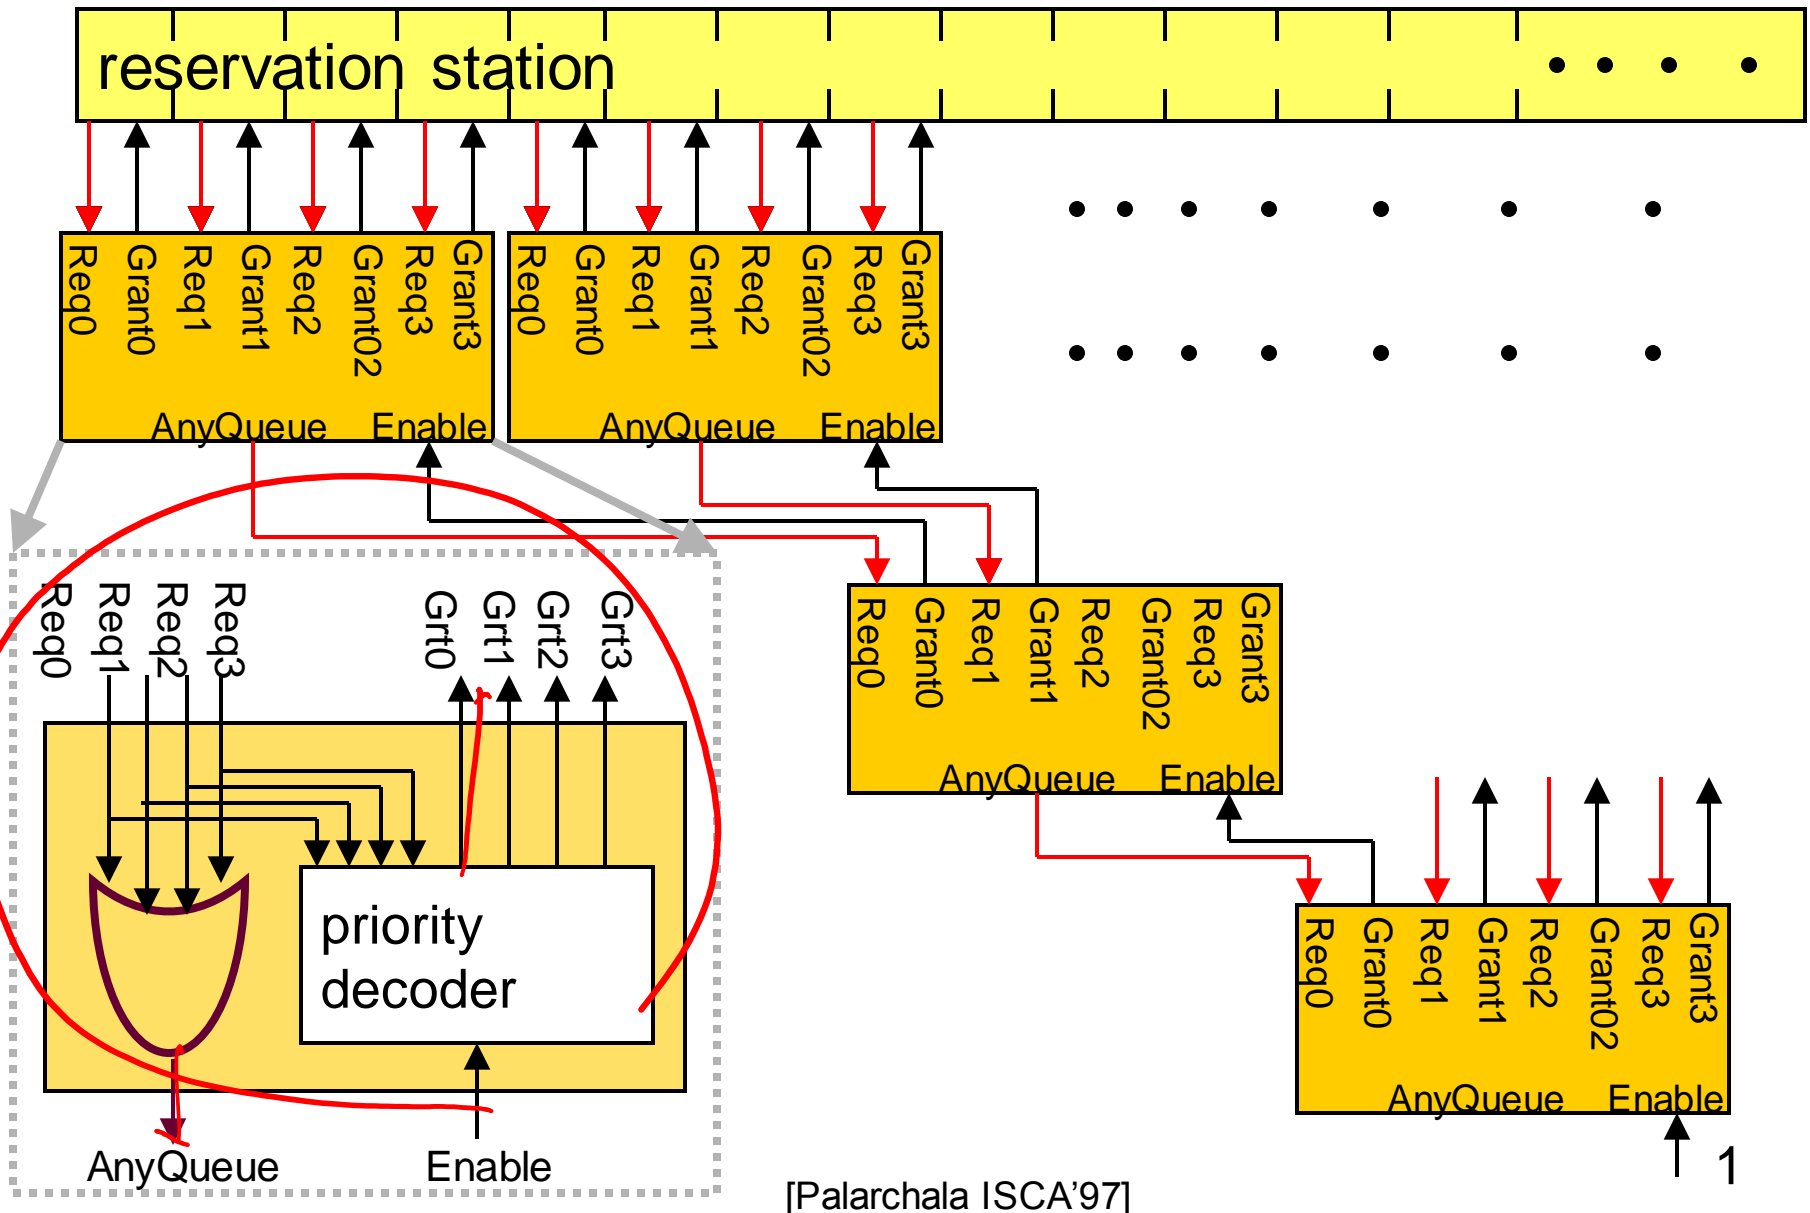 reservation station
Req0 Grant0 Req1 Grant1 Req2 Grant02 Req3 Grant3
AnyQueue Enable
Req0 Grant0 Req1 Grant1 Req2 Grant02 Req3 Grant3
AnyQueue Enable
Req0 Req1 Req2 Req3 Grt0 Grt1 Grt2 Grt3
priority
decoder
AnyQueue Enable
Req0 Grant0 Req1 Grant1 Req2 Grant02 Req3 Grant3
AnyQueue Enable
Req0 Grant0 Req1 Grant1 Req2 Grant02 Req3 Grant3
AnyQueue Enable
1
[Palarchala ISCA’97]